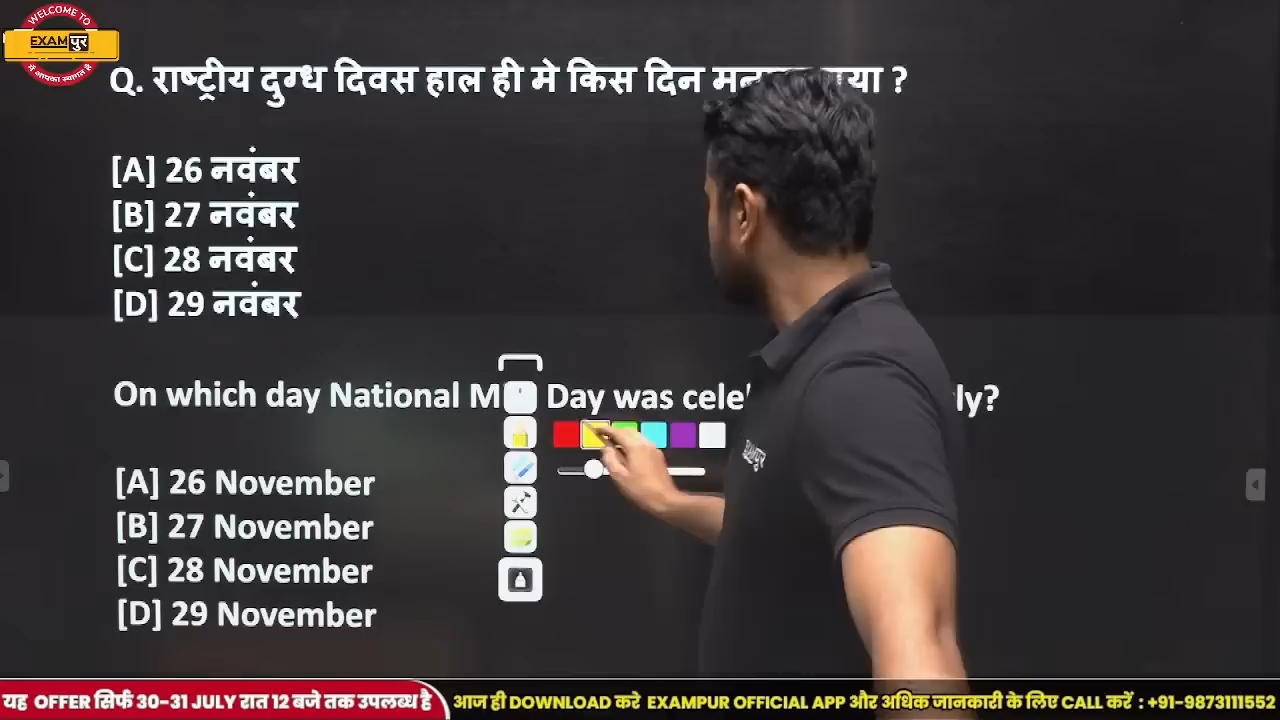 WELCOME TO
EXAMपुर
में आपका स्वागत है
Q. राष्ट्रीय दुग्ध दिवस हाल ही मे किस दिन या ?
[A] 26 नवंबर
[B] 27 नवंबर
[C] 28 नवंबर
[D] 29 नवंबर
On which day National Day was ly?
[A] 26 November
[B] 27 November
[C] 28 November
[D] 29 November
यह OFFER सिर्फ 30-31 JULY रात 12 बजे तक उपलब्ध है
आज ही DOWNLOAD करे EXAMPUR OFFICIAL APP और अधिक जानकारी के लिए CALL करें : +91-9873111552